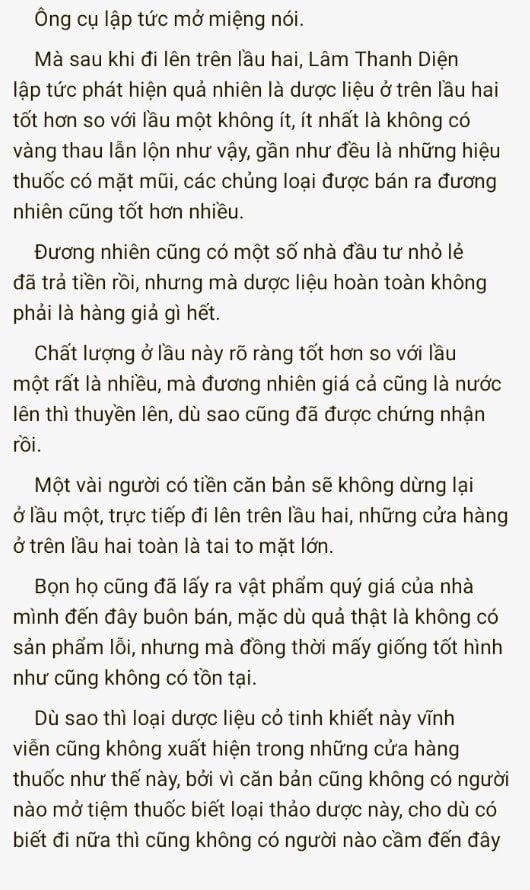 Ông cụ lập tức mở miệng nói.
Mà sau khi đi lên trên lầu hai, Lâm Thanh Diện
lập tức phát hiện quả nhiên là dược liệu ở trên lầu hai
tốt hơn so với lầu một không ít, ít nhất là không có
vàng thau lẫn lộn như vậy, gần như đều là những hiệu
thuốc có mặt mũi, các chủng loại được bán ra đương
nhiên cũng tốt hơn nhiều.
Đương nhiên cũng có một số nhà đầu tư nhỏ lẻ
đã trả tiền rồi, nhưng mà dược liệu hoàn toàn không
phải là hàng giả gì hết.
Chất lượng ở lầu này rõ ràng tốt hơn so với lầu
một rất là nhiều, mà đương nhiên giá cả cũng là nước
lên thì thuyền lên, dù sao cũng đã được chứng nhận
rồi.
Một vài người có tiền căn bản sẽ không dừng lại
ở lầu một, trực tiếp đi lên trên lầu hai, những cửa hàng
ở trên lầu hai toàn là tai to mặt lớn.
Bọn họ cũng đã lấy ra vật phẩm quý giá của nhà
mình đến đây buôn bán, mặc dù quả thật là không có
sản phẩm lỗi, nhưng mà đồng thời mấy giống tốt hình
như cũng không có tồn tại.
Dù sao thì loại dược liệu cỏ tinh khiết này vĩnh
viễn cũng không xuất hiện trong những cửa hàng
thuốc như thế này, bởi vì căn bản cũng không có người
nào mở tiệm thuốc biết loại thảo dược này, cho dù có
biết đi nữa thì cũng không có người nào cầm đến đây